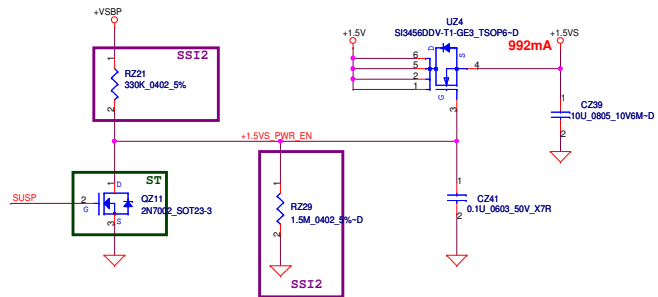 +VSBP
SSI2
1
RZ21
330K_0402_5%
2
+1.5V
UZ4
SI3456DDV-T1-GE3_TSOP6~D
992mA
+1.5VS
D
S
6
5
2
1
4
G
3
1
CZ39
10U_0805_10V6M~D
2
+1.5VS_PWR_EN
ST
SUSP
2
G
1
D
QZ11
2N7002_SOT23-3
3
S
1
RZ29
1.5M_0402_5%~D
2
SSI2
1
CZ41
0.1U_0603_50V_X7R
2